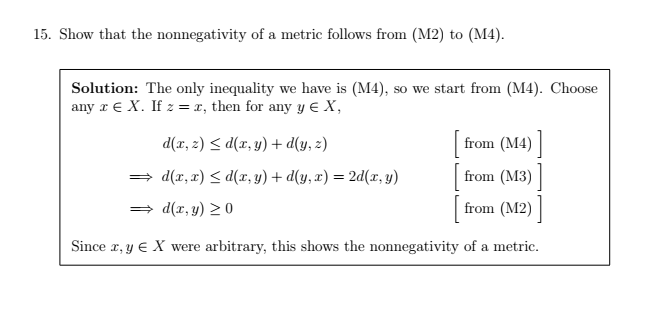 15. Show that the nonnegativity of a metric follows from (M2) to (M4).
Solution: The only inequality we have is (M4), so we start from (M4). Choose
any x ∈ X. If z = x, then for any y ∈ X,
d(x, z) ≤ d(x, y) + d(y, z) [ from (M4) ]
⟹ d(x, x) ≤ d(x, y) + d(y, x) = 2d(x, y) [ from (M3) ]
⟹ d(x, y) ≥ 0 [ from (M2) ]
Since x, y ∈ X were arbitrary, this shows the nonnegativity of a metric.